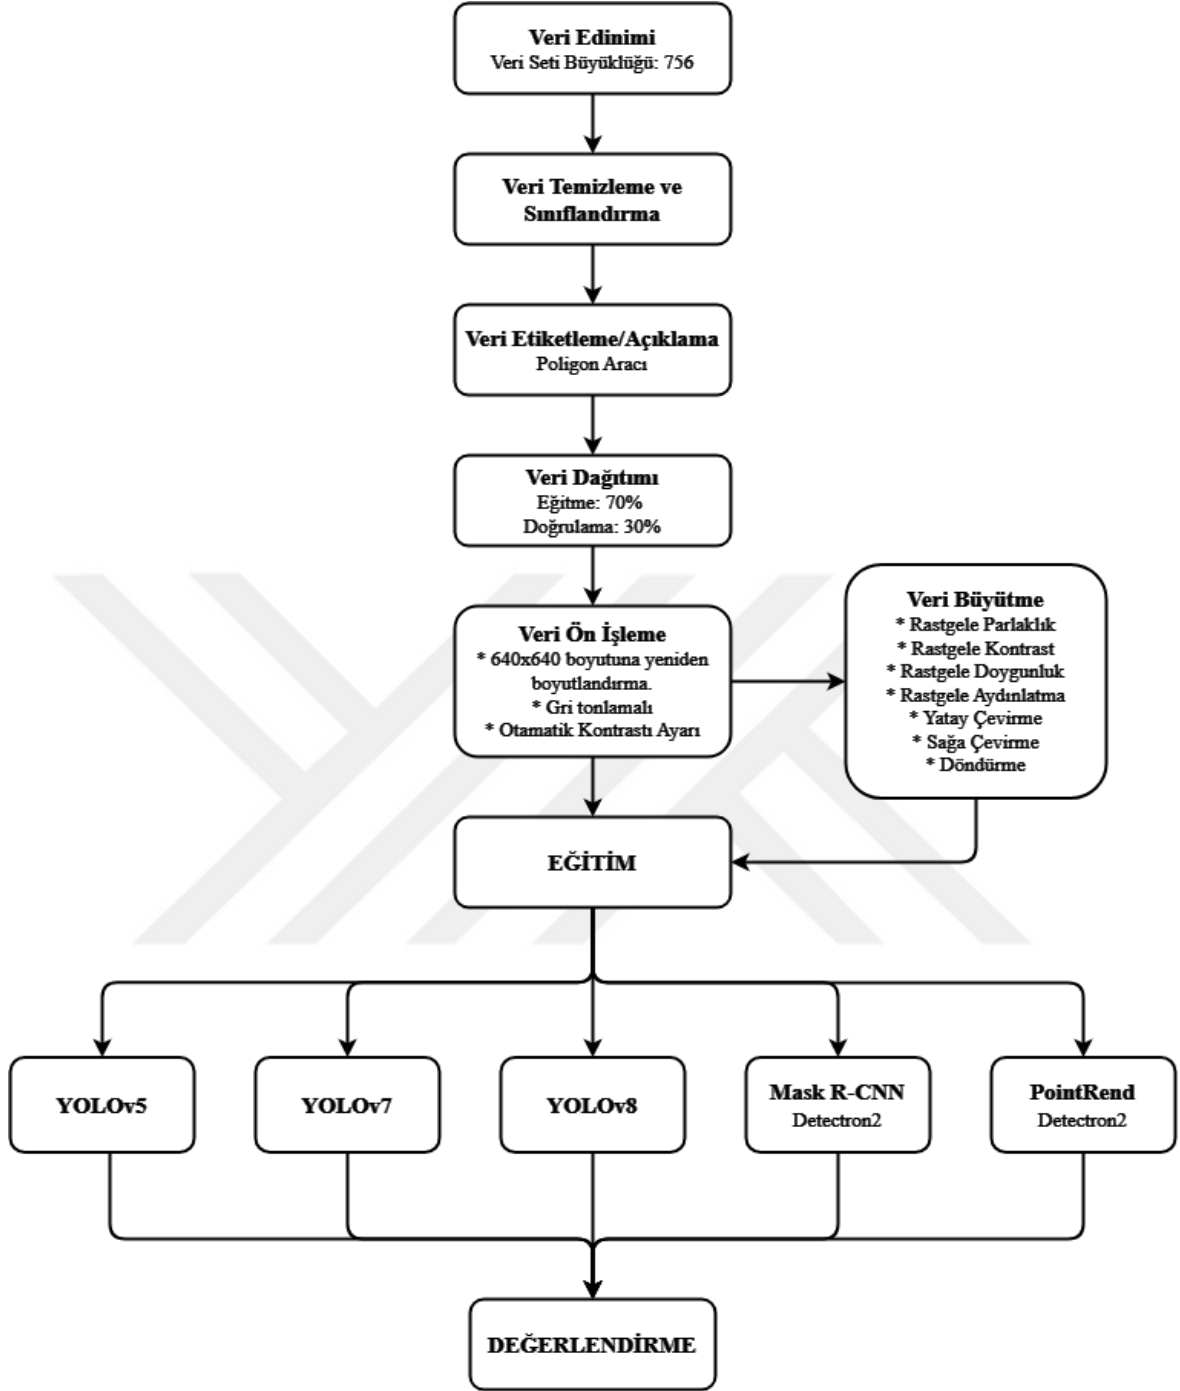 Veri Edinimi
Veri Seti Büyüklüğü: 756
Veri Temizleme ve
Sınıflandırma
Veri Etiketleme/Açıklama
Poligon Aracı
Veri Dağıtımı
Eğitme: 70%
Doğrulama: 30%
Veri Ön İşleme
* 640x640 boyutuna yeniden
boyutlandırma.
* Gri tonlamalı
* Otamatik Kontrastı Ayarı
Veri Büyütme
* Rastgele Parlaklık
* Rastgele Kontrast
* Rastgele Doygunluk
* Rastgele Aydınlatma
* Yatay Çevirme
* Sağa Çevirme
* Döndürme
EĞİTİM
YOLOv5
YOLOv7
YOLOv8
Mask R-CNN
Detectron2
PointRend
Detectron2
DEĞERLENDİRME